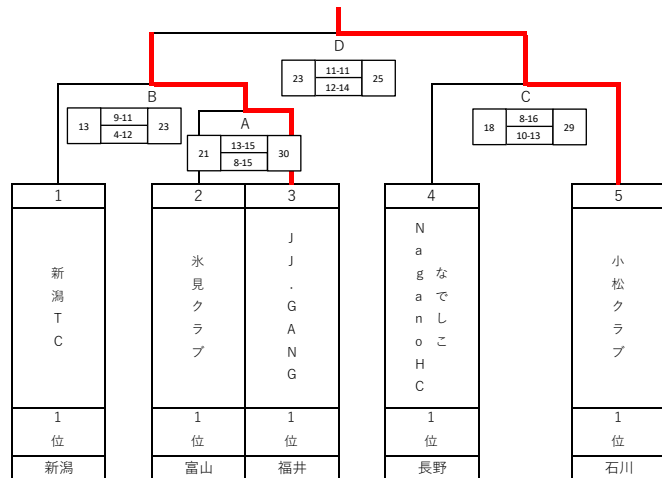 D
23 11-11 25
12-14
B
13 9-11 23
4-12
A
21 13-15 30
8-15
C
18 8-16 29
10-13
1 2 3 4 5
新潟TC
氷見クラブ
JJ.GANG
なでしこ
NaganoHC
小松クラブ
1位 1位 1位 1位 1位
新潟 富山 福井 長野 石川